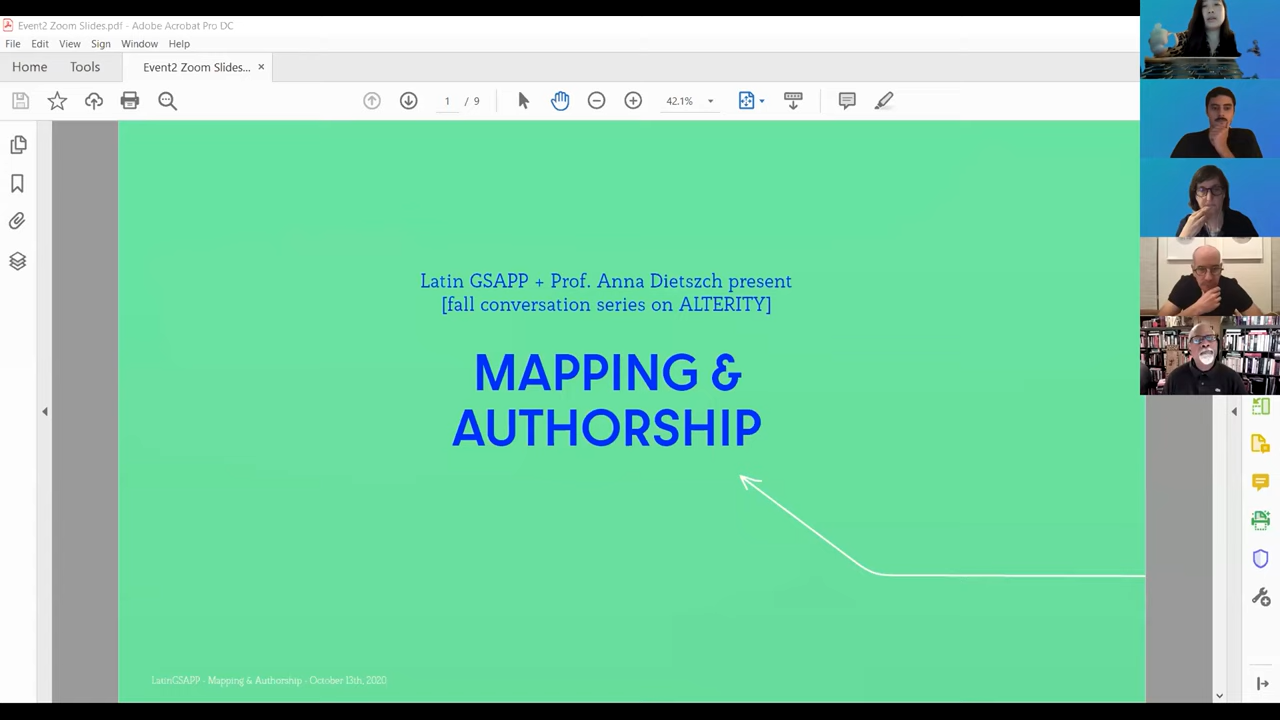 Event2 Zoom Slides.pdf - Adobe Acrobat Pro DC
File Edit View Sign Window Help
Home Tools Event2 Zoom Slides... ×
1 / 9 42.1%
Latin GSAPP + Prof. Anna Dietszch present
[fall conversation series on ALTERITY]
MAPPING &
AUTHORSHIP
LatinGSAPP - Mapping & Authorship - October 13th, 2020